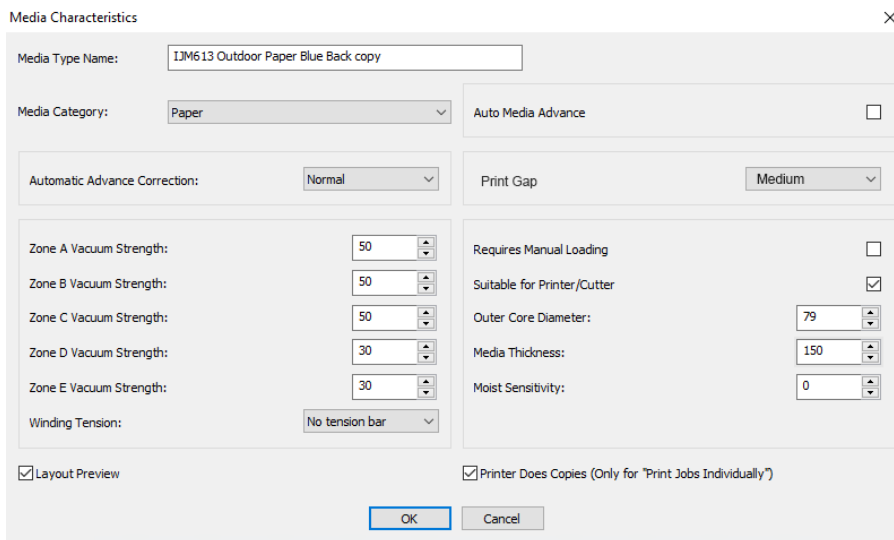 Media Characteristics
Media Type Name: IJM613 Outdoor Paper Blue Back copy
Media Category: Paper
Auto Media Advance
Automatic Advance Correction: Normal
Print Gap Medium
Zone A Vacuum Strength: 50
Requires Manual Loading
Zone B Vacuum Strength: 50
Suitable for Printer/Cutter
Zone C Vacuum Strength: 50
Outer Core Diameter: 79
Zone D Vacuum Strength: 30
Media Thickness: 150
Zone E Vacuum Strength: 30
Moist Sensitivity: 0
Winding Tension: No tension bar
Layout Preview
Printer Does Copies (Only for "Print Jobs Individually")
OK
Cancel